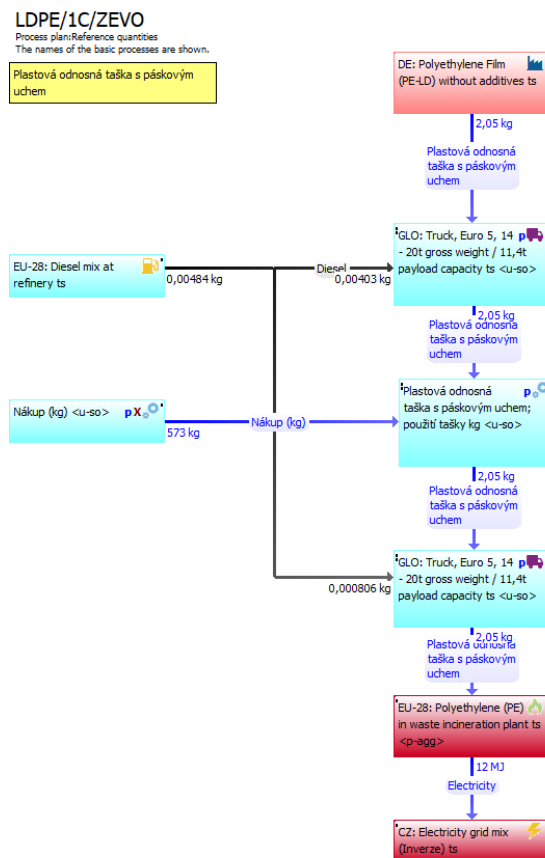 LDPE/1C/ZEVO
Process plan:Reference quantities
The names of the basic processes are shown.
Plastová odnosná taška s páskovým
uchem
DE: Polyethylene Film
(PE-LD) without additives ts
2,05 kg
Plastová odnosná
taška s páskovým
uchem
GLO: Truck, Euro 5, 14 p
- 20t gross weight / 11,4t
payload capacity ts <u-so>
EU-28: Diesel mix at
refinery ts
0,00484 kg
Diesel
0,00403 kg
2,05 kg
Plastová odnosná
taška s páskovým
uchem
Nákup (kg) <u-so> pX
573 kg
Nákup (kg)
Plastová odnosná p
taška s páskovým uchem;
použití tašky kg <u-so>
2,05 kg
Plastová odnosná
taška s páskovým
uchem
GLO: Truck, Euro 5, 14 p
- 20t gross weight / 11,4t
payload capacity ts <u-so>
0,000806 kg
2,05 kg
Plastová odnosná
taška s páskovým
uchem
EU-28: Polyethylene (PE)
in waste incineration plant ts
<p-agg>
12 MJ
Electricity
CZ: Electricity grid mix
(Inverze) ts